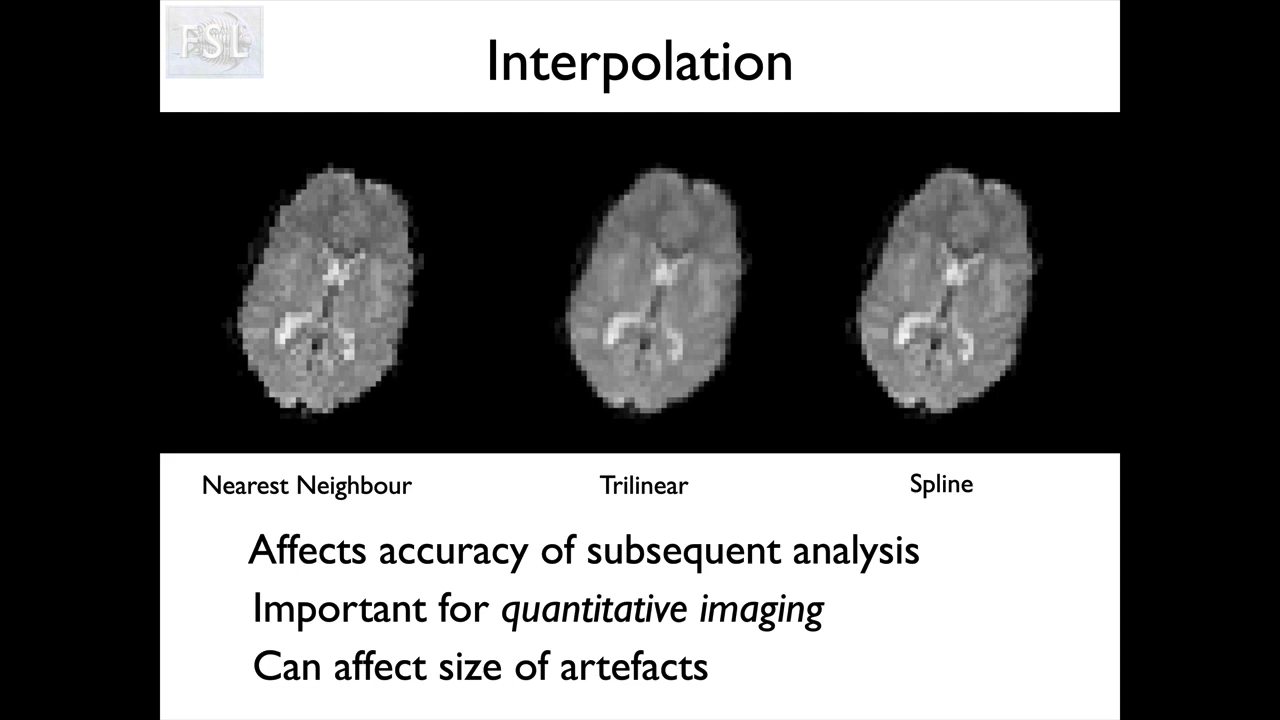 FSL
Interpolation
Nearest Neighbour
Trilinear
Spline
Affects accuracy of subsequent analysis
Important for quantitative imaging
Can affect size of artefacts